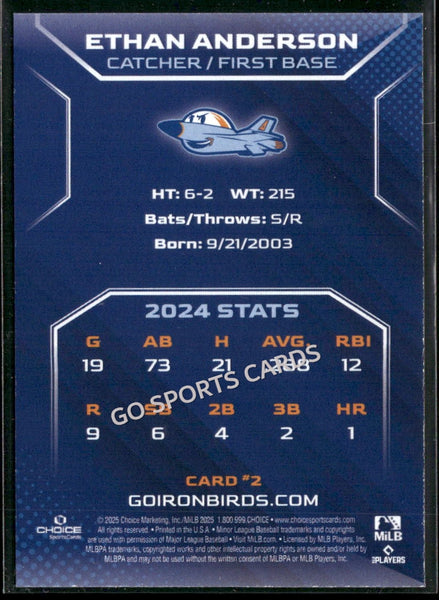 ETHAN ANDERSON
CATCHER / FIRST BASE
HT: 6-2 WT: 215
Bats/Throws: S/R
Born: 9/21/2003
2024 STATS
G AB H AVG. RBI
19 73 21 12
GOSPORTS CARDS
R SB 2B 3B HR
9 6 4 2 1
CARD #2
GOIRONBIRDS.COM
© 2025 Choice Marketing, Inc./MiLB 2025 1.800.999.CHOICE • www.choicesportscards.com
All rights reserved. • Printed in the U.S.A. • Minor League Baseball trademarks and copyrights
are used with permission of Major League Baseball • Visit MiLB.com. • Licensed by MLB Players, Inc.
MLBPA trademarks, copyrighted works and other intellectual property rights are owned and/or held by
MLBPA and may not be used without the written consent of MLBPA or MLB Players, Inc.
CHOICE
SportsCards
MiLB
PLAYERS